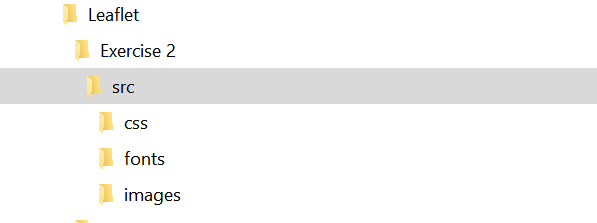 Leaflet
Exercise 2
src
css
fonts
images